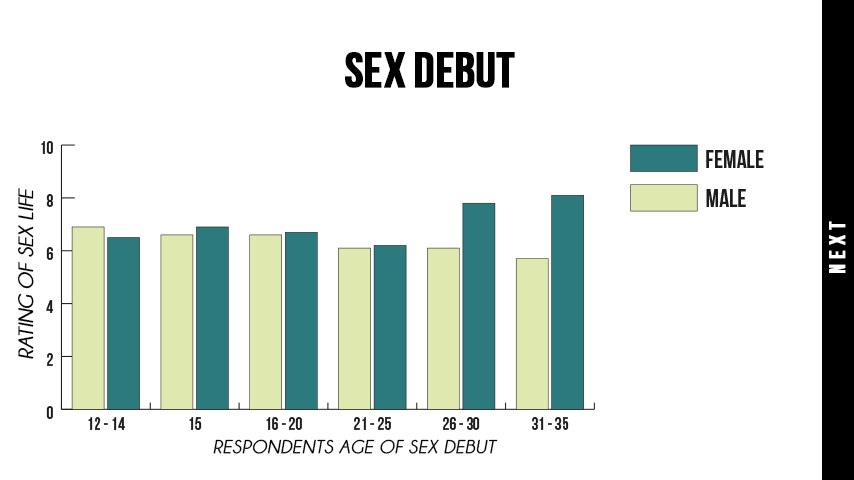 SEX DEBUT
10
8
6
4
2
0
RATING OF SEX LIFE
12 - 14
15
16 - 20
21 - 25
26 - 30
31 - 35
RESPONDENTS AGE OF SEX DEBUT
FEMALE
MALE
NEXT